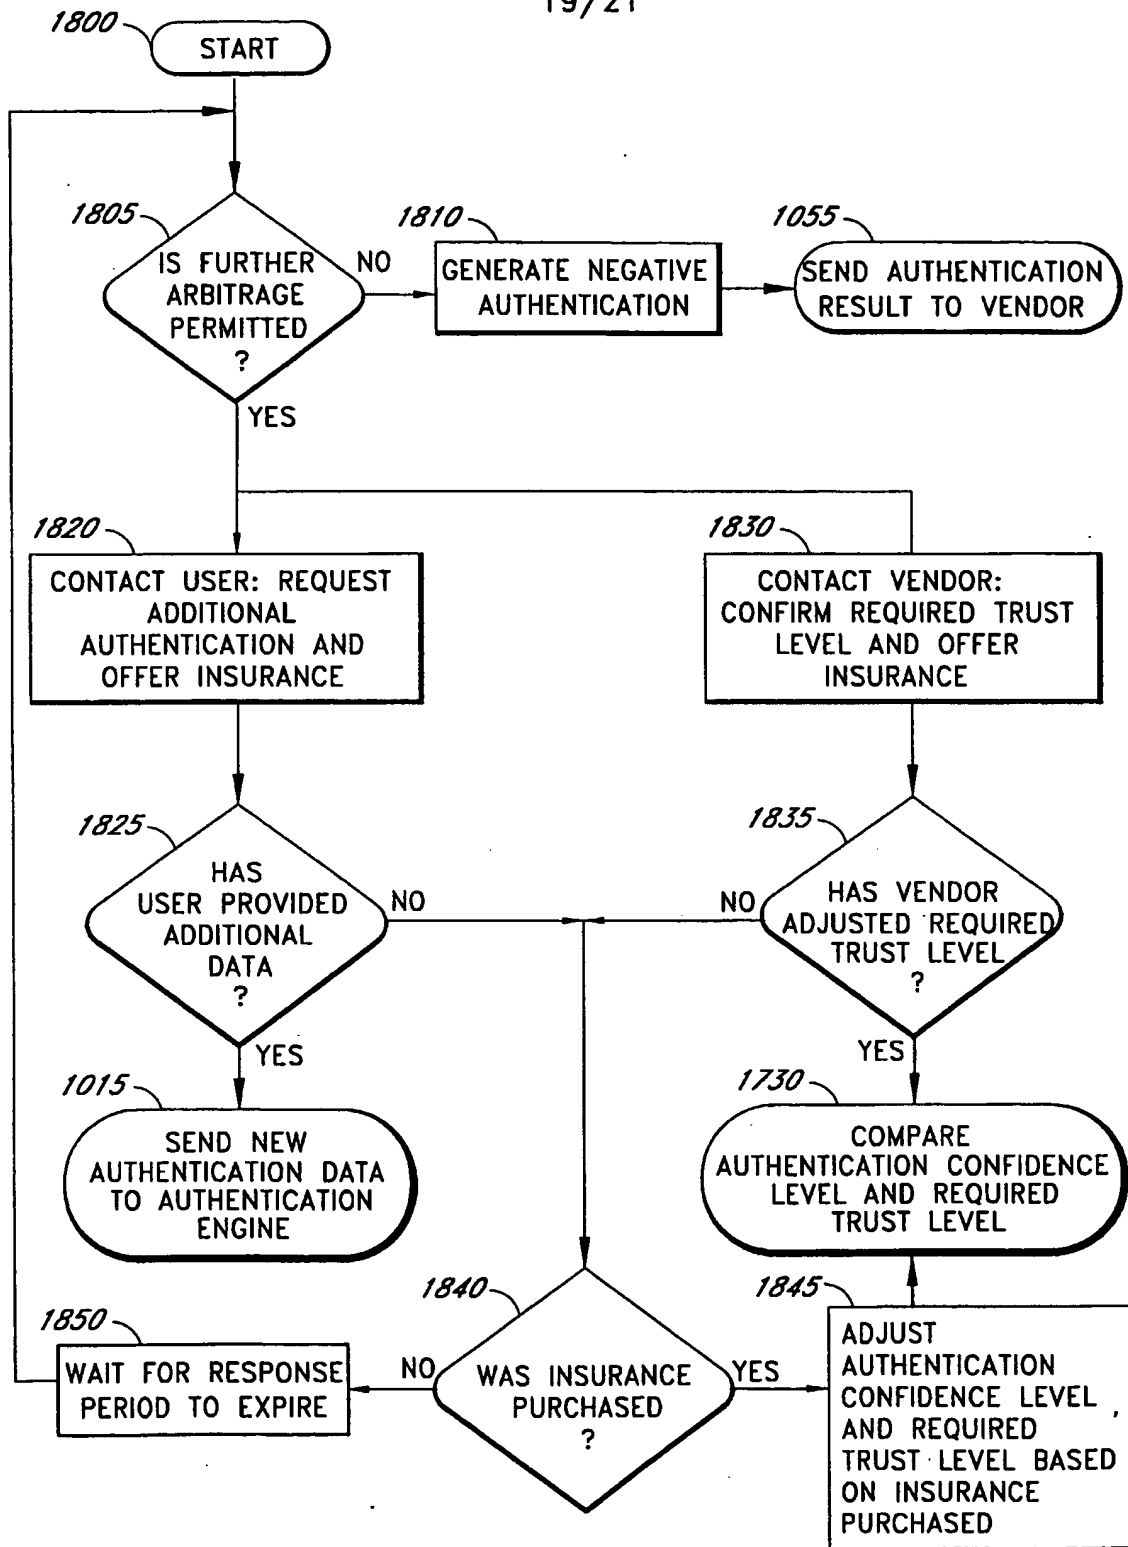 19/21
1800
START
1805
IS FURTHER
ARBITRAGE
PERMITTED
?
NO
YES
1810
GENERATE NEGATIVE
AUTHENTICATION
1055
SEND AUTHENTICATION
RESULT TO VENDOR
1820
CONTACT USER: REQUEST
ADDITIONAL
AUTHENTICATION AND
OFFER INSURANCE
1830
CONTACT VENDOR:
CONFIRM REQUIRED TRUST
LEVEL AND OFFER
INSURANCE
1825
HAS
USER PROVIDED
ADDITIONAL
DATA
?
NO
YES
1835
HAS VENDOR
ADJUSTED REQUIRED
TRUST LEVEL
?
NO
YES
1015
SEND NEW
AUTHENTICATION DATA
TO AUTHENTICATION
ENGINE
1730
COMPARE
AUTHENTICATION CONFIDENCE
LEVEL AND REQUIRED
TRUST LEVEL
1850
WAIT FOR RESPONSE
PERIOD TO EXPIRE
1840
WAS INSURANCE
PURCHASED
?
NO
YES
1845
ADJUST
AUTHENTICATION
CONFIDENCE LEVEL
AND REQUIRED
TRUST LEVEL BASED
ON INSURANCE
PURCHASED